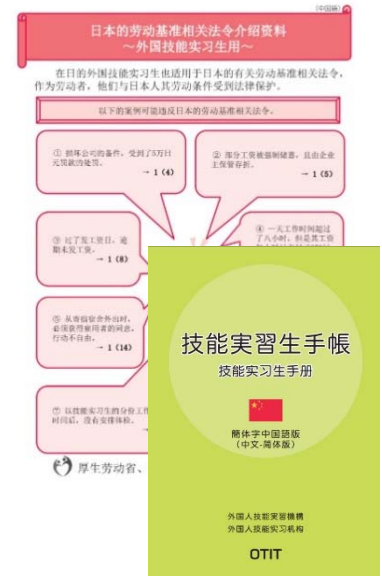 (中国語)
日本的劳动基准相关法令介绍资料
～外国技能实习生用～
在日的外国技能实习生也适用于日本的有关劳动基准相关法令，
作为劳动者，他们与日本人其劳动条件受到法律保护。
以下的案例可能违反日本的劳动基准相关法令。
① 损坏公司的备件，受到了5万日
元罚款的处罚。
→ 1（4）
② 部分工资被强制储蓄，且由企业
主保管存折。
→ 1（5）
③ 过了发工资日，逾
期未发工资。
→ 1（8）
④ 一天工作时间超过
了八小时，但是其工资
⑤ 从寄宿宿舍外出时，
必须获得雇用者的同意，
行动不自由。
→ 1（14）
⑦ 以技能实习生的身份工作
时间后，没有安排体检。
厚生劳动省、
技能実習生手帳
技能实习生手册
簡体字中国語版
（中文-简体版）
外国人技能実習機構
外国人技能实习机构
OTIT